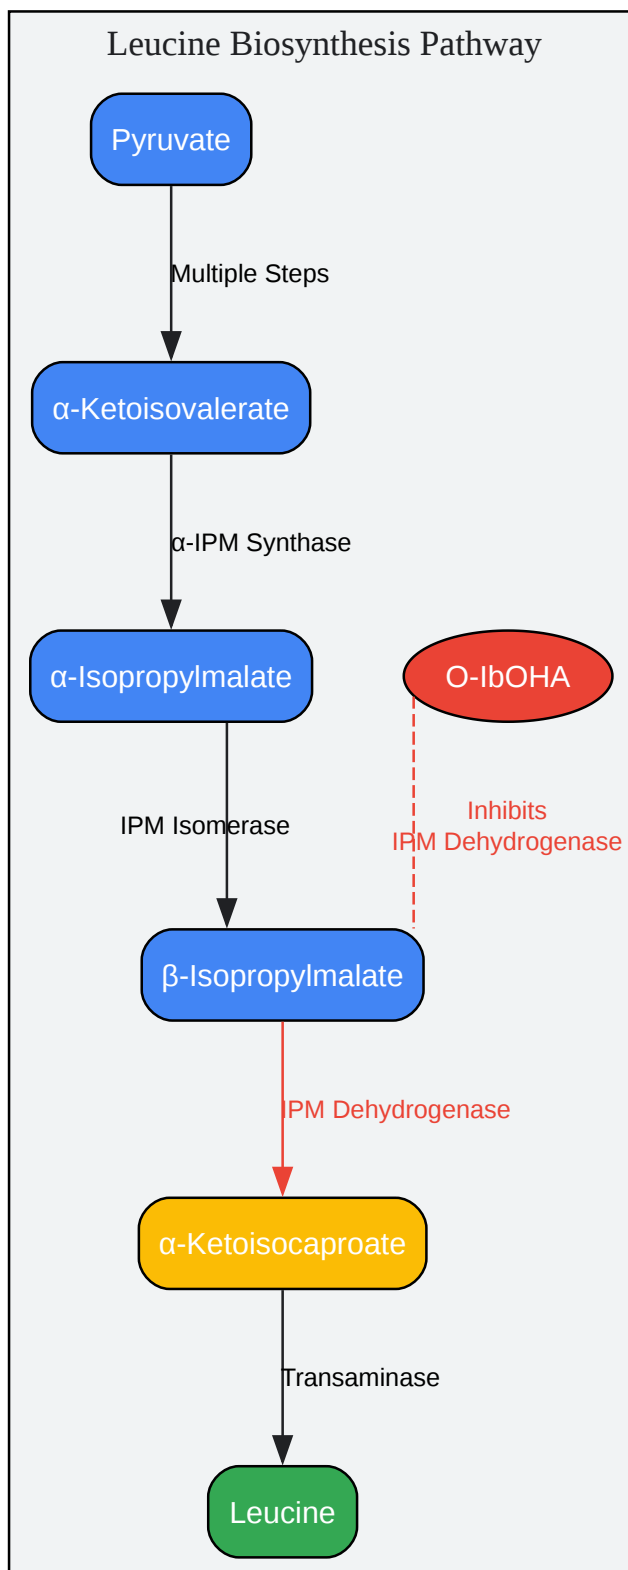 Leucine Biosynthesis Pathway
Pyruvate
Multiple Steps
α-Ketoisovalerate
α-IPM Synthase
α-Isopropylmalate
O-IbOHA
IPM Isomerase
Inhibits
IPM Dehydrogenase
β-Isopropylmalate
IPM Dehydrogenase
α-Ketoisocaproate
Transaminase
Leucine